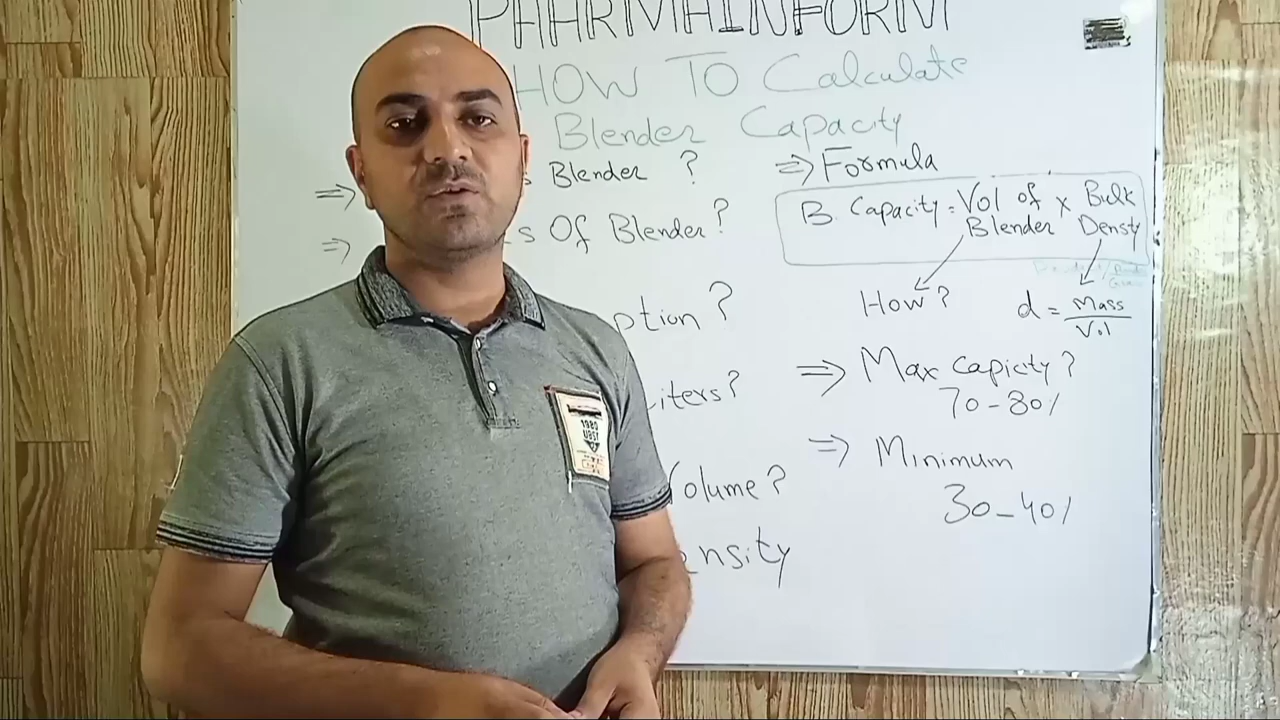 PHARMAINFORM
HOW TO Calculate
Blender Capacity
⇒ s Blender ?
⇒ s Of Blender ?
ption ?
iters ?
Volume ?
ensity
⇒ Formula
B. Capacity = Vol of Blender x Bulk Densty
How ?
d = Mass / Vol
⇒ Max Capicty ?
70 - 80%
⇒ Minimum
30 - 40%